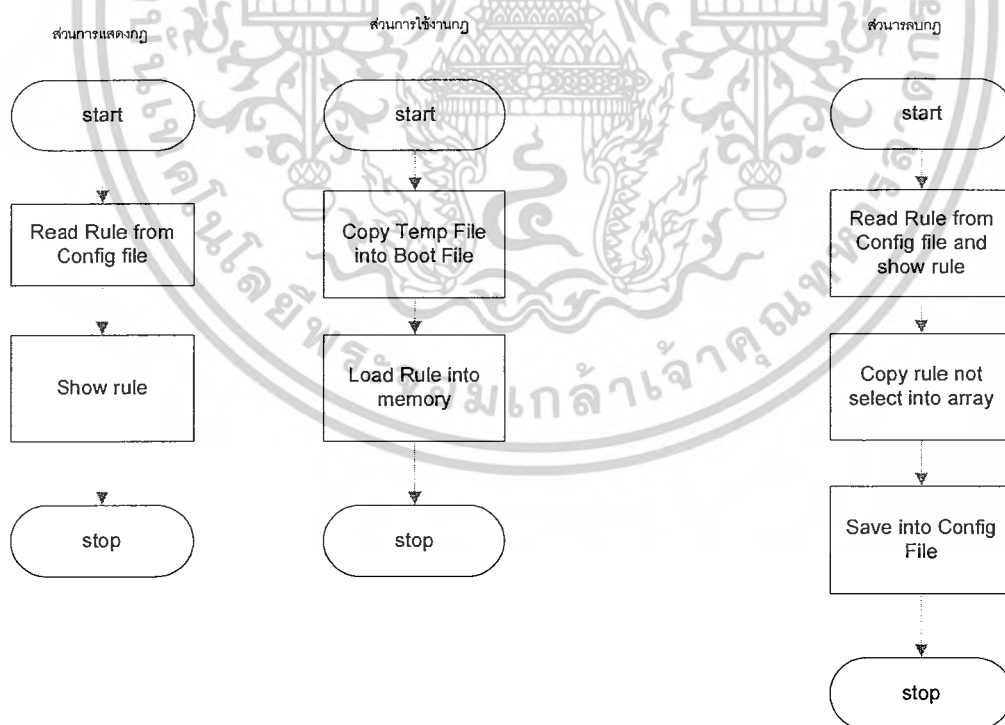 ส่วนการแสดงกฎ
start
Read Rule from
Config file
Show rule
stop
ส่วนการใช้งานกฎ
start
Copy Temp File
into Boot File
Load Rule into
memory
stop
ส่วนารลบกฎ
start
Read Rule from
Config file and
show rule
Copy rule not
select into array
Save into Config
File
stop